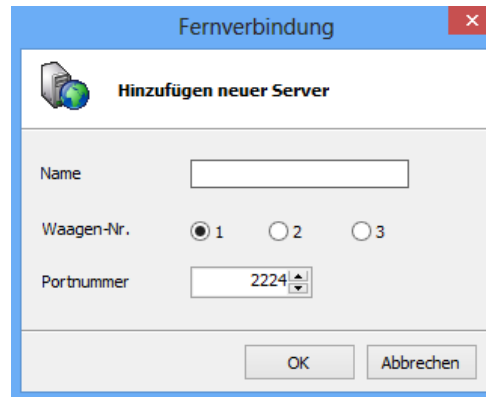 Fernverbindung
Hinzufügen neuer Server
Name
Waagen-Nr. 1 2 3
Portnummer 2224
OK Abbrechen